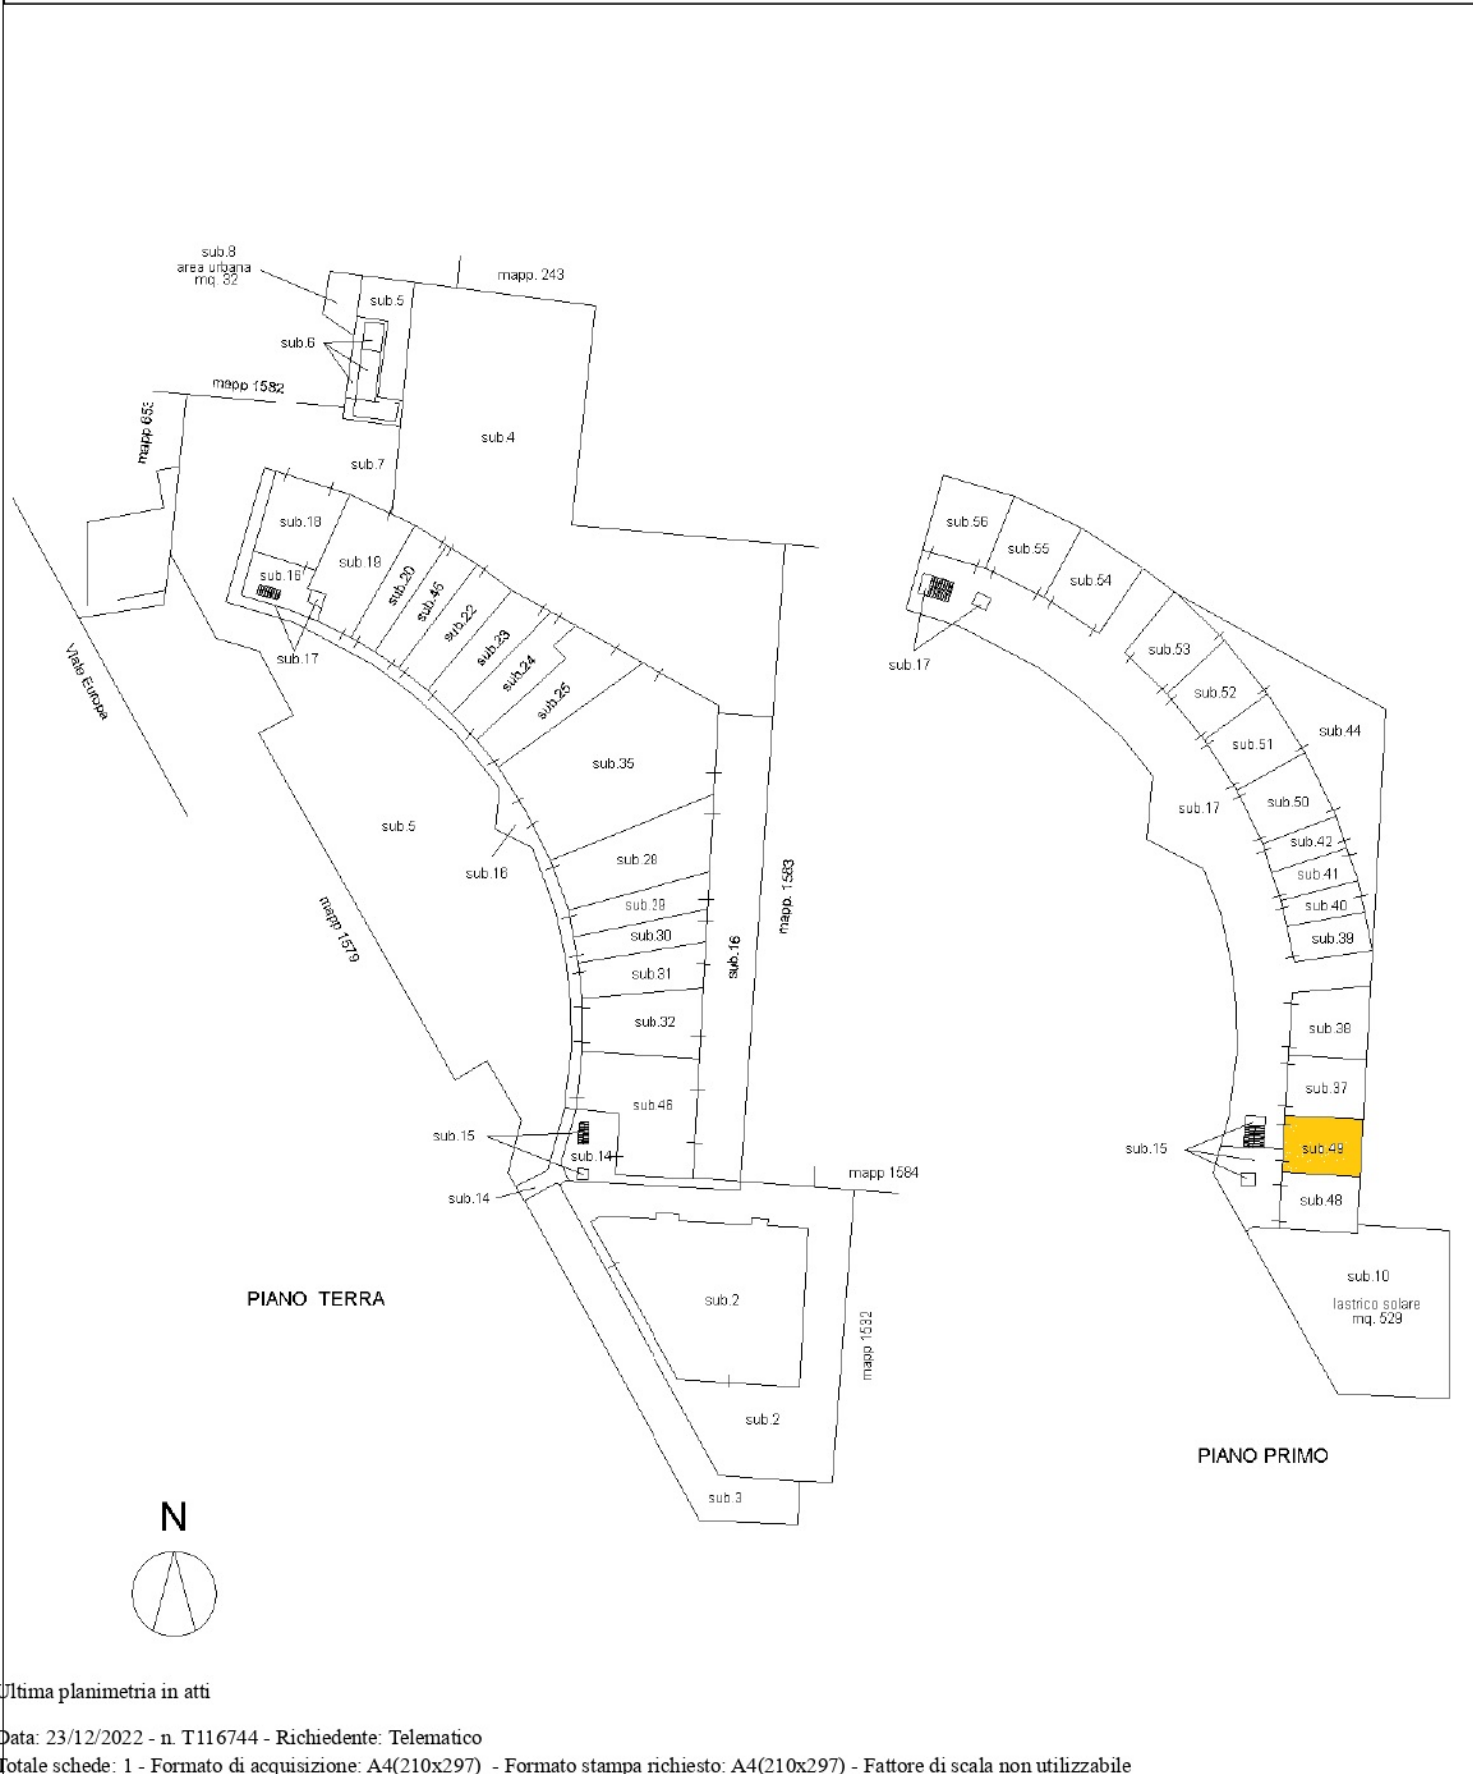 sub.8
area urbana
mq. 32
mapp. 243
sub.5
sub.6
mapp 1582
mapp 653
sub.4
sub.7
sub.18
sub.19
sub.16
sub.20
sub.45
sub.22
sub.23
sub.24
sub.25
sub.17
Viale Europa
sub.35
sub.5
sub.16
sub.28
sub.29
sub.30
sub.31
sub.32
sub.16
mapp. 1583
mapp 1579
sub.46
sub.15
sub.14
sub.14
mapp 1584
sub.2
mapp 1532
sub.2
sub.3
PIANO TERRA
sub.56
sub.55
sub.54
sub.17
sub.53
sub.52
sub.51
sub.44
sub.50
sub.17
sub.42
sub.41
sub.40
sub.39
sub.38
sub.37
sub.15
sub.49
sub.48
sub.10
lastrico solare
mq. 529
PIANO PRIMO
N
Ultima planimetria in atti
Data: 23/12/2022 - n. T116744 - Richiedente: Telematico
Totale schede: 1 - Formato di acquisizione: A4(210x297) - Formato stampa richiesto: A4(210x297) - Fattore di scala non utilizzabile